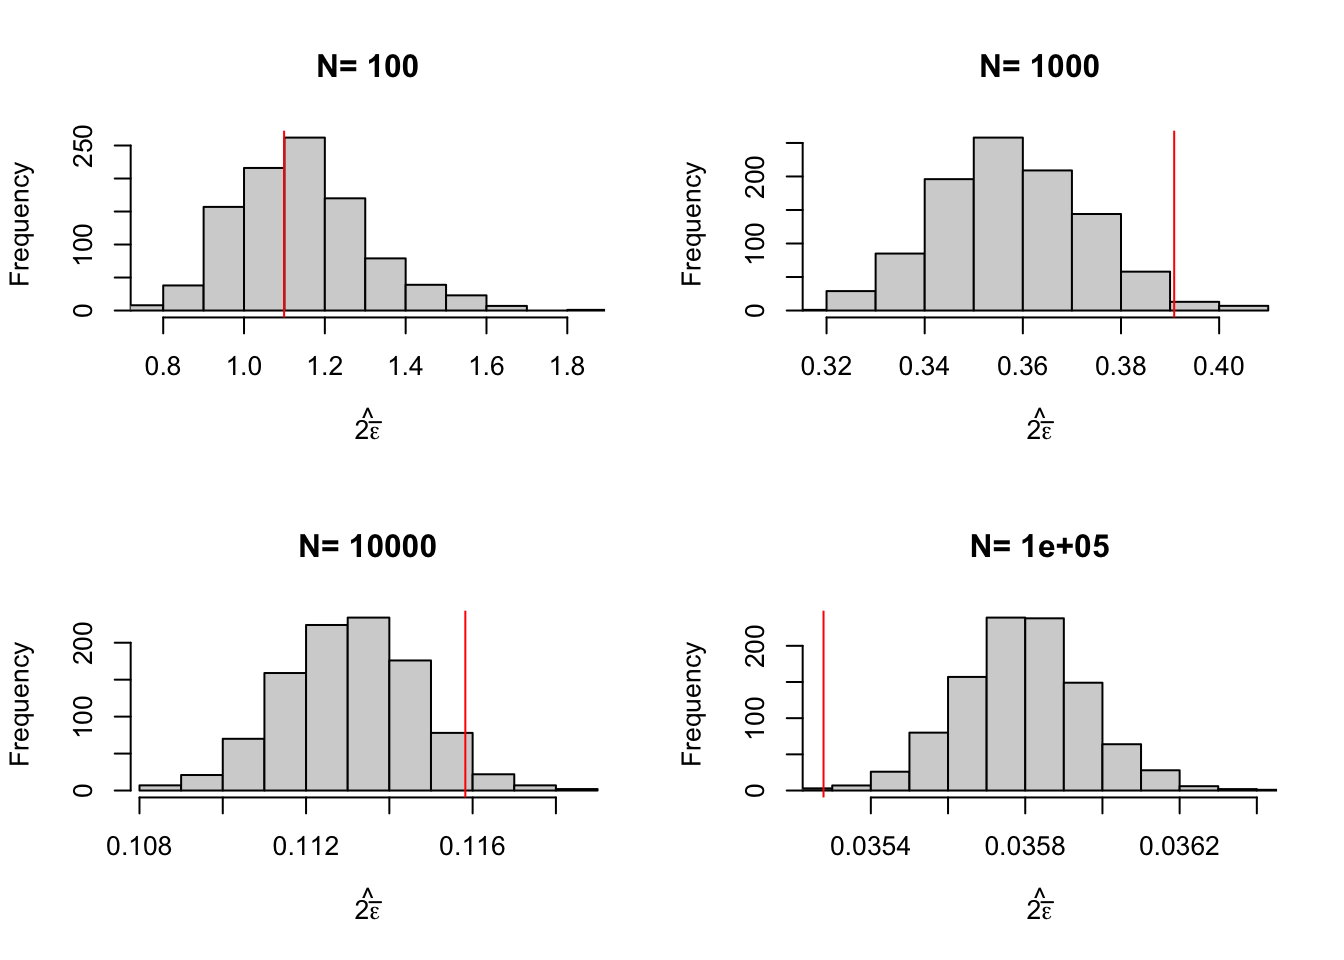 N= 100
Frequency
250
100
0
0.8 1.0 1.2 1.4 1.6 1.8
2ε̅̂
N= 1000
Frequency
200
100
0
0.32 0.34 0.36 0.38 0.40
2ε̅̂
N= 10000
Frequency
200
100
0
0.108 0.112 0.116
2ε̅̂
N= 1e+05
Frequency
200
100
0
0.0354 0.0358 0.0362
2ε̅̂